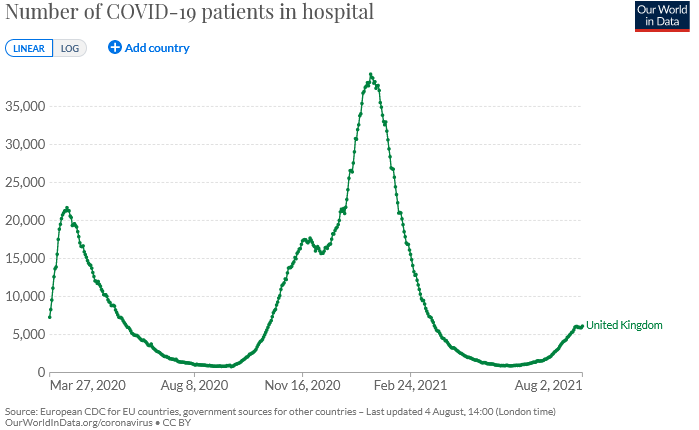 Number of COVID-19 patients in hospital
Our World
in Data
LINEAR LOG
Add country
35,000
30,000
25,000
20,000
15,000
10,000
5,000
0
United Kingdom
Mar 27, 2020 Aug 8, 2020 Nov 16, 2020 Feb 24, 2021 Aug 2, 2021
Source: European CDC for EU countries, government sources for other countries – Last updated 4 August, 14:00 (London time)
OurWorldInData.org/coronavirus • CC BY